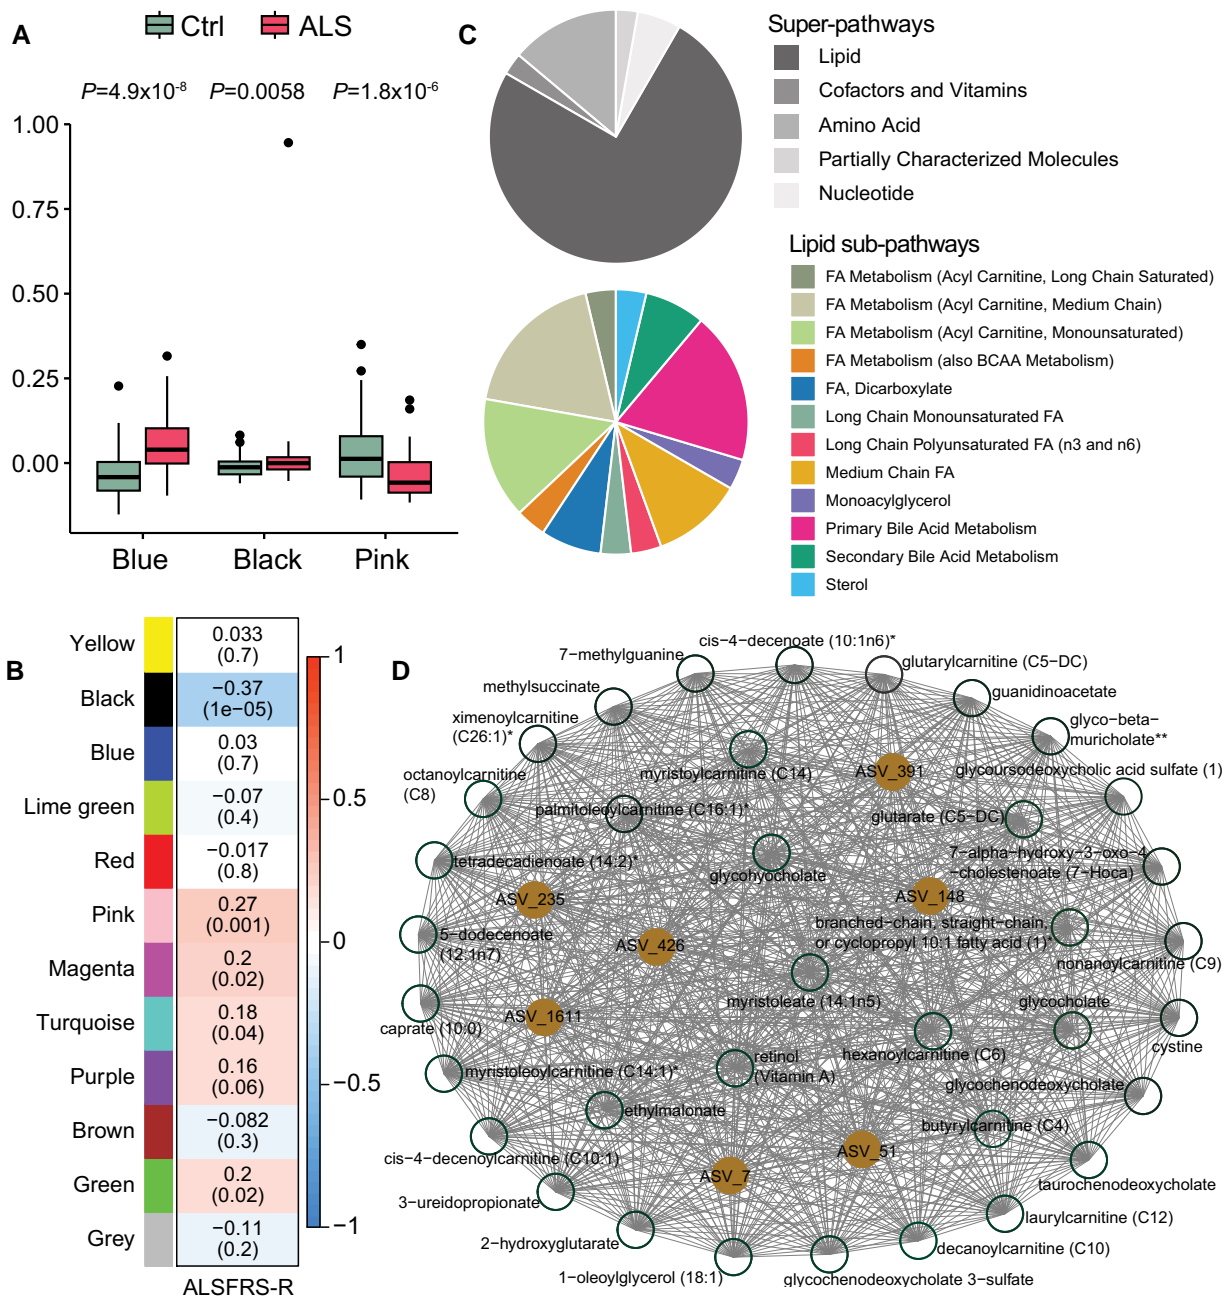 A
Ctrl
ALS
P=4.9x10-8
P=0.0058
P=1.8x10-6
1.00
0.75
0.50
0.25
0.00
Blue
Black
Pink
C
Super-pathways
Lipid
Cofactors and Vitamins
Amino Acid
Partially Characterized Molecules
Nucleotide
Lipid sub-pathways
FA Metabolism (Acyl Carnitine, Long Chain Saturated)
FA Metabolism (Acyl Carnitine, Medium Chain)
FA Metabolism (Acyl Carnitine, Monounsaturated)
FA Metabolism (also BCAA Metabolism)
FA, Dicarboxylate
Long Chain Monounsaturated FA
Long Chain Polyunsaturated FA (n3 and n6)
Medium Chain FA
Monoacylglycerol
Primary Bile Acid Metabolism
Secondary Bile Acid Metabolism
Sterol
B
Yellow
0.033
(0.7)
Black
−0.37
(1e−05)
Blue
0.03
(0.7)
Lime green
−0.07
(0.4)
Red
−0.017
(0.8)
Pink
0.27
(0.001)
Magenta
0.2
(0.02)
Turquoise
0.18
(0.04)
Purple
0.16
(0.06)
Brown
−0.082
(0.3)
Green
0.2
(0.02)
Grey
−0.11
(0.2)
ALSFRS-R
1
0.5
0
−0.5
−1
D
cis−4−decenoate (10:1n6)*
7−methylguanine
glutarylcarnitine (C5−DC)
methylsuccinate
guanidinoacetate
ximenoylcarnitine
(C26:1)*
glyco−beta−
muricholate**
octanoylcarnitine
(C8)
myristoylcarnitine (C14)
ASV_391
glycoursodeoxycholic acid sulfate (1)
palmitoleoylcarnitine (C16:1)*
glutarate (C5−DC)
tetradecadienoate (14:2)*
glycohyocholate
7−alpha−hydroxy−3−oxo−4
−cholestenoate (7−Hoca)
ASV_235
ASV_148
5−dodecenoate
(12:1n7)
ASV_426
branched−chain, straight−chain,
or cyclopropyl 10:1 fatty acid (1)*
nonanoylcarnitine (C9)
myristoleate (14:1n5)
caprate (10:0)
ASV_1611
glycocholate
hexanoylcarnitine (C6)
cystine
myristoleoylcarnitine (C14:1)*
retinol
(Vitamin A)
glycochenodeoxycholate
ethylmalonate
butyrylcarnitine (C4)
cis−4−decenoylcarnitine (C10:1)
ASV_7
ASV_51
taurochenodeoxycholate
3−ureidopropionate
laurylcarnitine (C12)
2−hydroxyglutarate
decanoylcarnitine (C10)
1−oleoylglycerol (18:1)
glycochenodeoxycholate 3−sulfate